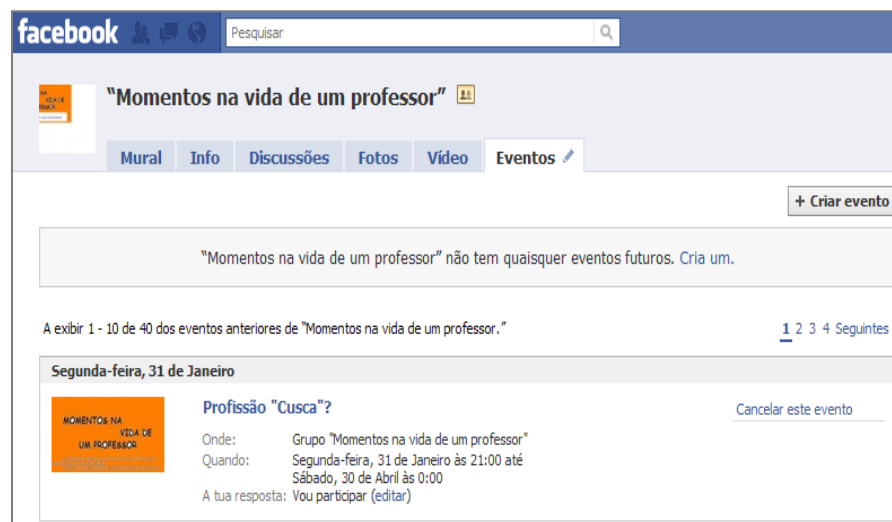 facebook Pesquisar
"Momentos na vida de um professor"
Mural Info Discussões Fotos Vídeo Eventos
+ Criar evento
"Momentos na vida de um professor" não tem quaisquer eventos futuros. Cria um.
A exibir 1 - 10 de 40 dos eventos anteriores de "Momentos na vida de um professor."
1 2 3 4 Seguintes
Segunda-feira, 31 de Janeiro
MOMENTOS NA
VIDA DE
UM PROFESSOR
Profissão "Cusca"?
Cancelar este evento
Onde: Grupo "Momentos na vida de um professor"
Quando: Segunda-feira, 31 de Janeiro às 21:00 até
Sábado, 30 de Abril às 0:00
A tua resposta: Vou participar (editar)